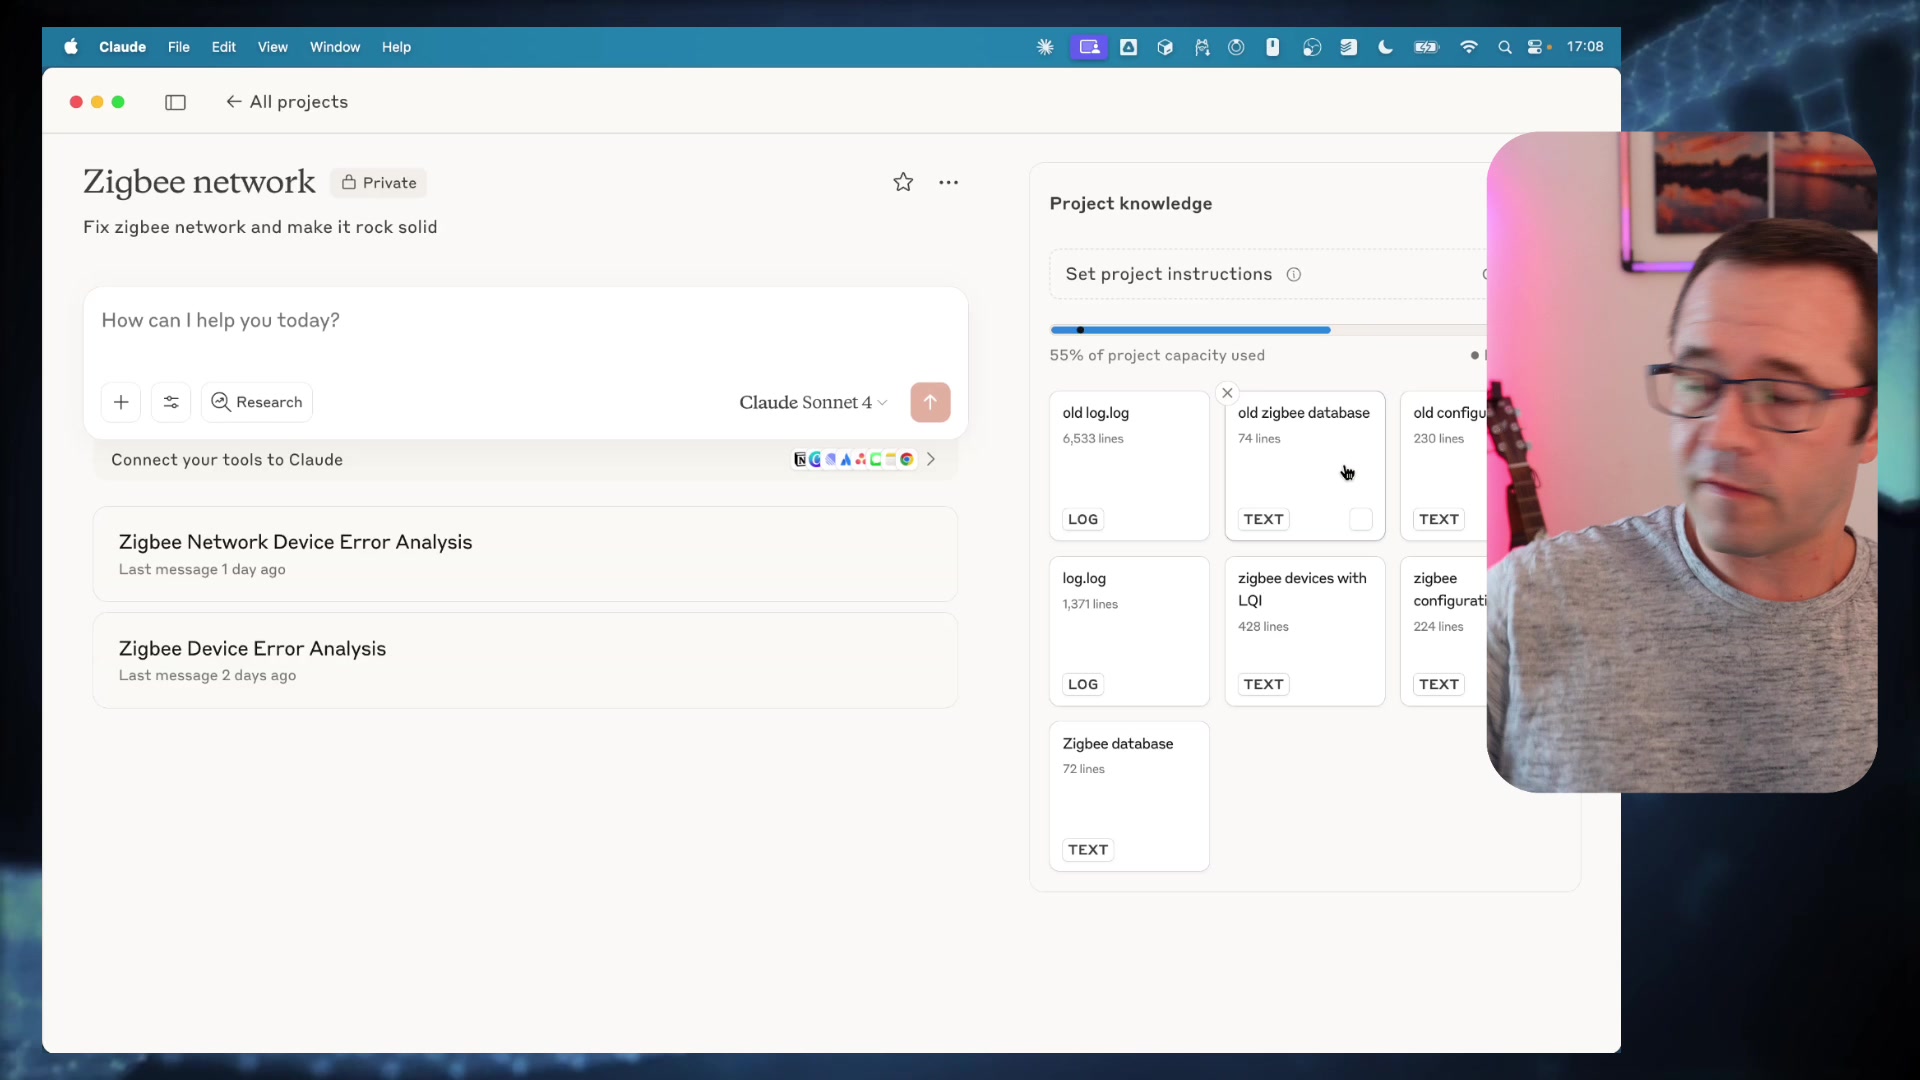 Claude File Edit View Window Help 17:08
All projects
Zigbee network Private
Fix zigbee network and make it rock solid
How can I help you today?
Research
Claude Sonnet 4
Connect your tools to Claude
Zigbee Network Device Error Analysis
Last message 1 day ago
Zigbee Device Error Analysis
Last message 2 days ago
Project knowledge
Set project instructions
55% of project capacity used
old log.log
6,533 lines
LOG
old zigbee database
74 lines
TEXT
old configu
230 lines
TEXT
log.log
1,371 lines
LOG
zigbee devices with
LQI
428 lines
TEXT
zigbee
configurati
224 lines
TEXT
Zigbee database
72 lines
TEXT